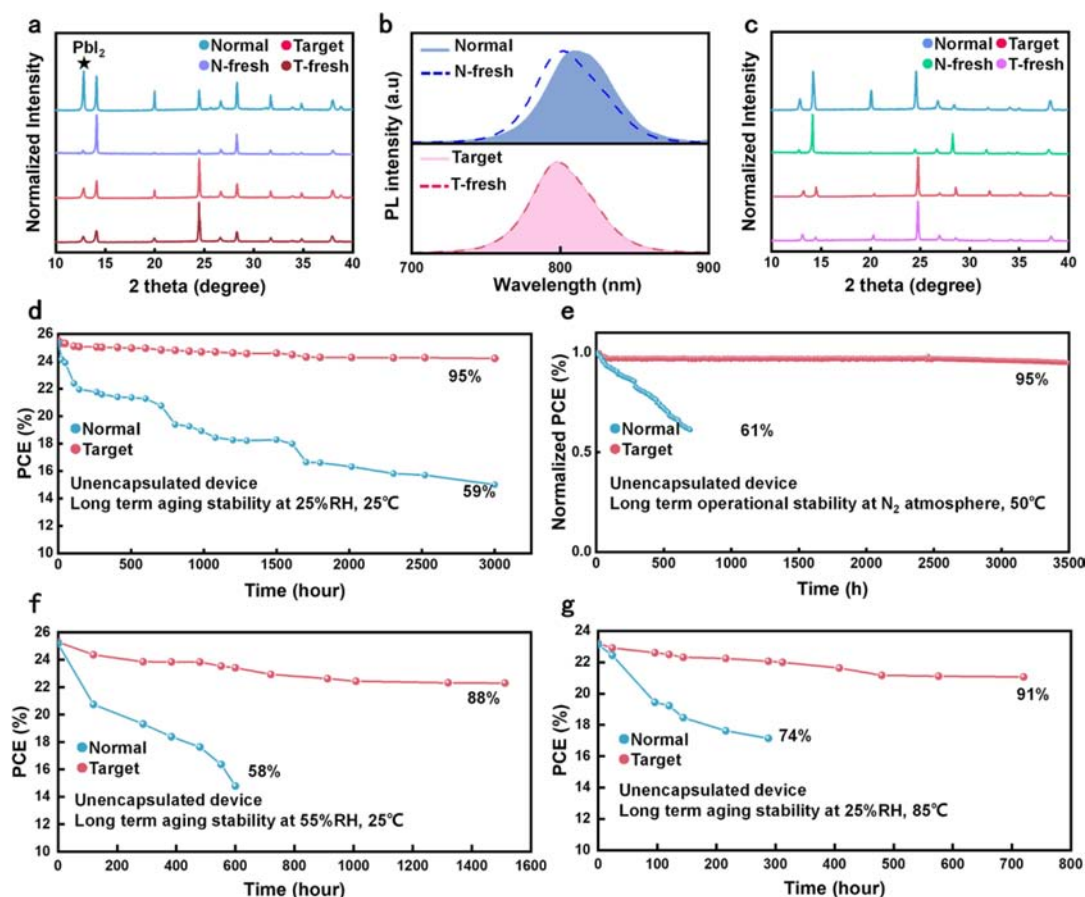 a
PbI2
★
Normal
Target
N-fresh
T-fresh
Normalized Intensity
10 15 20 25 30 35 40
2 theta (degree)
b
Normal
N-fresh
Target
T-fresh
PL intensity (a.u)
700 800 900
Wavelength (nm)
c
Normal
Target
N-fresh
T-fresh
Normalized Intensity
10 15 20 25 30 35 40
2 theta (degree)
d
26
24
22
20
18
16
14
12
10
PCE (%)
95%
Normal
Target
59%
Unencapsulated device
Long term aging stability at 25%RH, 25℃
0 500 1000 1500 2000 2500 3000
Time (hour)
e
1.0
0.5
0.0
Normalized PCE (%)
95%
Normal
Target
61%
Unencapsulated device
Long term operational stability at N2 atmosphere, 50℃
0 500 1000 1500 2000 2500 3000 3500
Time (h)
f
26
24
22
20
18
16
14
12
10
PCE (%)
88%
Normal
Target
58%
Unencapsulated device
Long term aging stability at 55%RH, 25℃
0 200 400 600 800 1000 1200 1400 1600
Time (hour)
g
24
22
20
18
16
14
12
10
PCE (%)
91%
Normal
Target
74%
Unencapsulated device
Long term aging stability at 25%RH, 85℃
0 100 200 300 400 500 600 700 800
Time (hour)